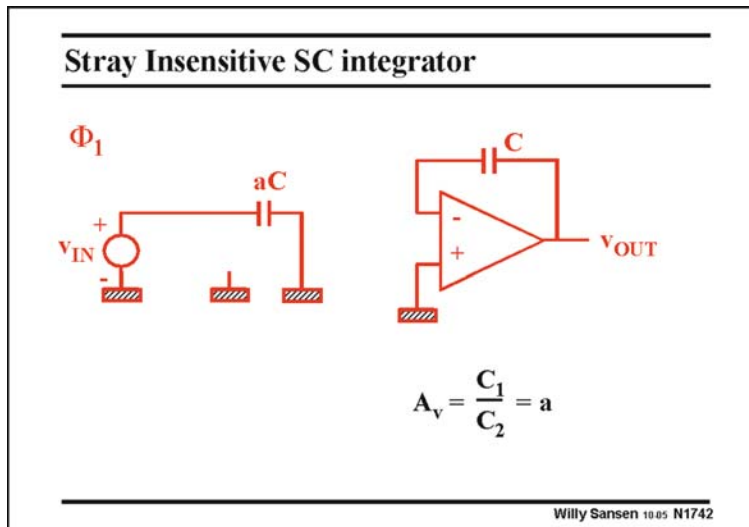 Stray Insensitive SC integrator
Φ1
aC
C
+
vIN
-
-
+
vOUT
Av = C1/C2 = a
Willy Sansen 10-05 N1742